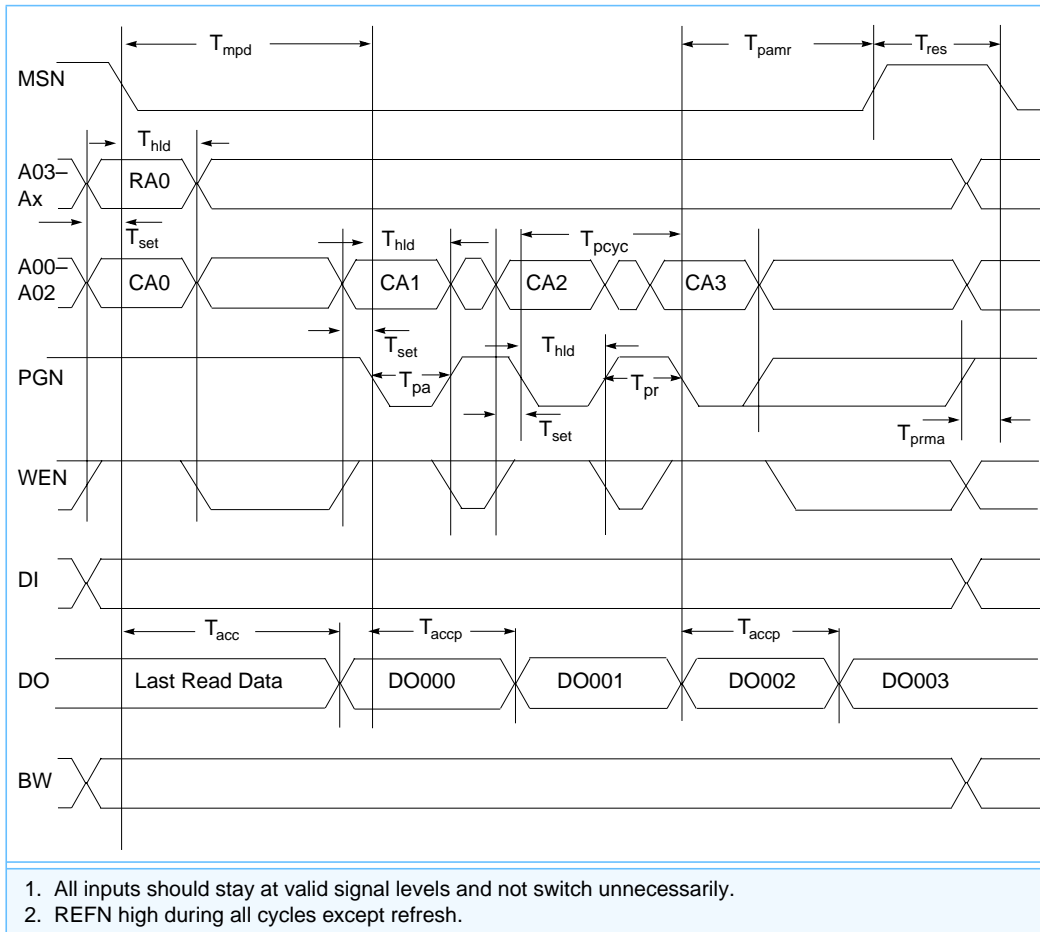 Tmpd Tpamr Tres
MSN
Thld
A03–
Ax
RA0
Tset Thld Tpcyc
A00–
A02
CA0 CA1 CA2 CA3
Tset Thld
PGN
Tpa Tpr
Tset Tprma
WEN
DI
Tacc Taccp Taccp
DO Last Read Data DO000 DO001 DO002 DO003
BW
1. All inputs should stay at valid signal levels and not switch unnecessarily.
2. REFN high during all cycles except refresh.